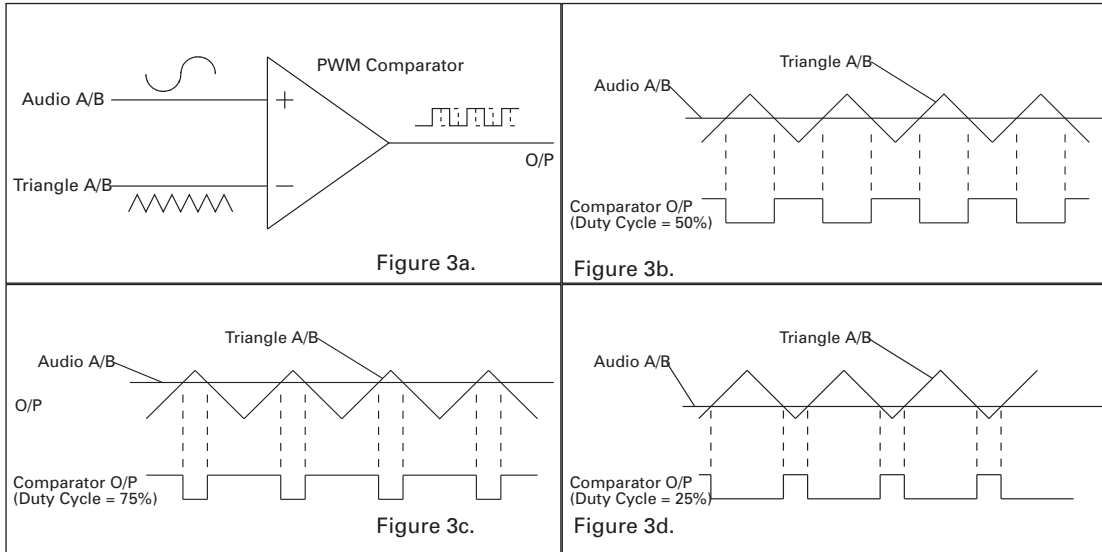 PWM Comparator
Audio A/B
+
Triangle A/B
−
O/P
Figure 3a.
Triangle A/B
Audio A/B
Comparator O/P
(Duty Cycle = 50%)
Figure 3b.
Triangle A/B
Audio A/B
O/P
Comparator O/P
(Duty Cycle = 75%)
Figure 3c.
Triangle A/B
Audio A/B
Comparator O/P
(Duty Cycle = 25%)
Figure 3d.